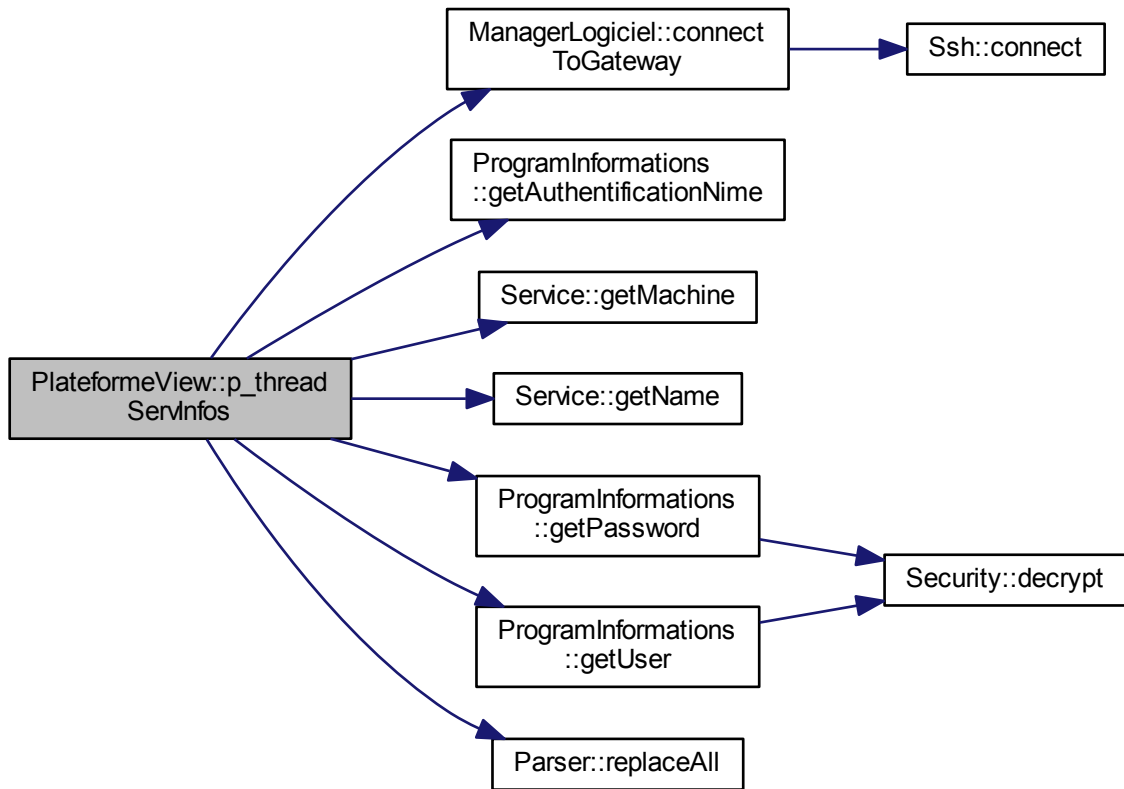 ManagerLogiciel::connect
ToGateway
Ssh::connect
ProgramInformations
::getAuthentificationNime
Service::getMachine
PlateformeView::p_thread
ServInfos
Service::getName
ProgramInformations
::getPassword
Security::decrypt
ProgramInformations
::getUser
Parser::replaceAll